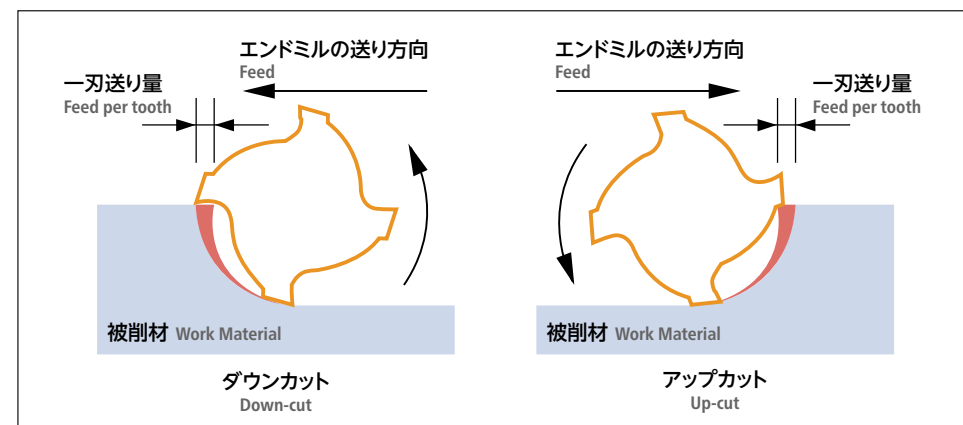 エンドミルの送り方向
Feed
一刃送り量
Feed per tooth
被削材 Work Material
ダウンカット
Down-cut
エンドミルの送り方向
Feed
一刃送り量
Feed per tooth
被削材 Work Material
アップカット
Up-cut